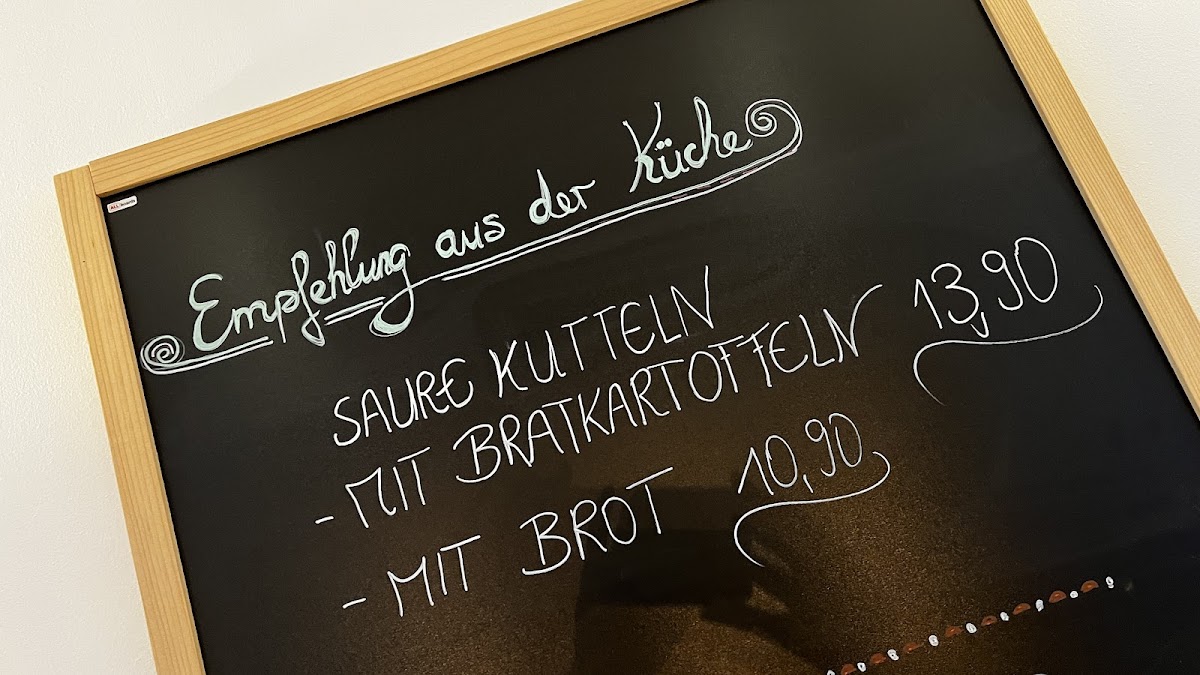 Empfehlung aus der Küche
SAURE KUTTELN
- MIT BRATKARTOFFELN 13,90
- MIT BROT 10,90